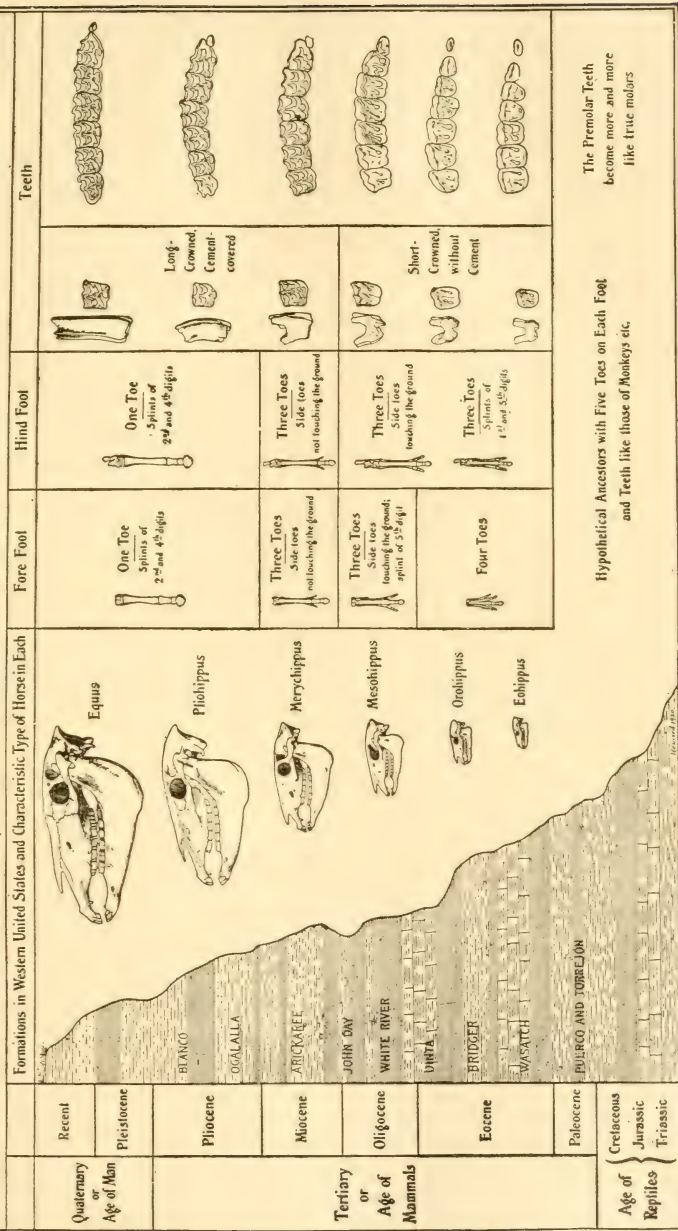 Formations in Western United States and Characteristic Type of Horse in Each
Fore Foot
Hind Foot
Teeth
Quaternary
or
Age of Man
Recent
Pleistocene
Equus
One Toe
Splints of
2nd and 4th digits
One Toe
Splints of
2nd and 4th digits
Long-
Crowned,
Cement-
covered
Tertiary
or
Age of
Mammals
Pliocene
BLANCO
OGALALLA
Pliohippus
Miocene
ARICKAREE
Merychippus
Three Toes
Side toes
not touching the ground
Three Toes
Side toes
not touching the ground
Oligocene
JOHN DAY
WHITE RIVER
Mesohippus
Three Toes
Side toes
touching the ground;
splint of 5th digit
Three Toes
Side toes
touching the ground
Short-
Crowned,
without
Cement
Eocene
UINTA
BRIDGER
WASATCH
Orohippus
Eohippus
Four Toes
Three Toes
Splints of
1st and 5th digits
Paleocene
PUERCO AND TORREJON
Age of
Reptiles
Cretaceous
Jurassic
Triassic
Hypothetical Ancestors with Five Toes on Each Foot
and Teeth like those of Monkeys etc.
The Premolar Teeth
become more and more
like true molars